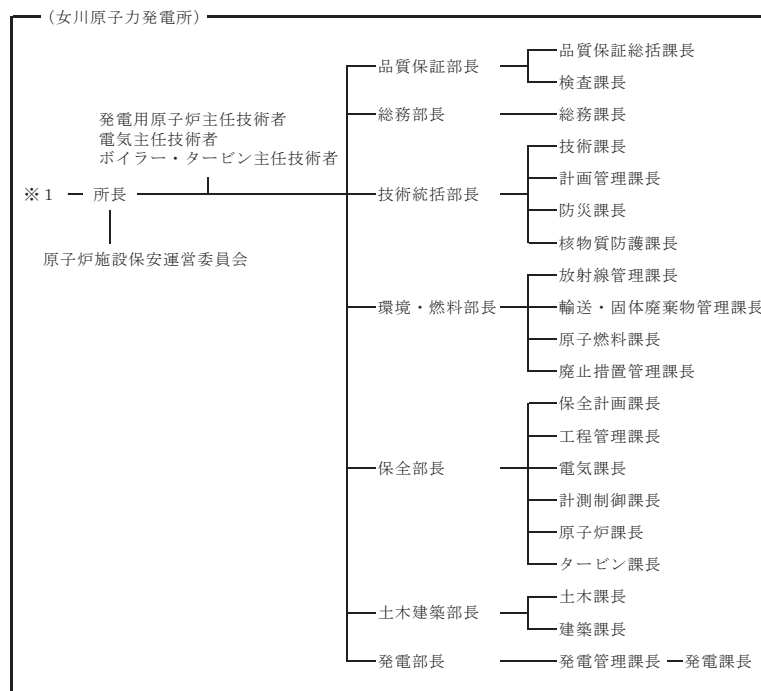 (女川原子力発電所)
発電用原子炉主任技術者
電気主任技術者
ボイラー・タービン主任技術者
※1
所長
原子炉施設保安運営委員会
品質保証部長
品質保証総括課長
検査課長
総務部長
総務課長
技術統括部長
技術課長
計画管理課長
防災課長
核物質防護課長
環境・燃料部長
放射線管理課長
輸送・固体廃棄物管理課長
原子燃料課長
廃止措置管理課長
保全部長
保全計画課長
工程管理課長
電気課長
計測制御課長
原子炉課長
タービン課長
土木建築部長
土木課長
建築課長
発電部長
発電管理課長
発電課長